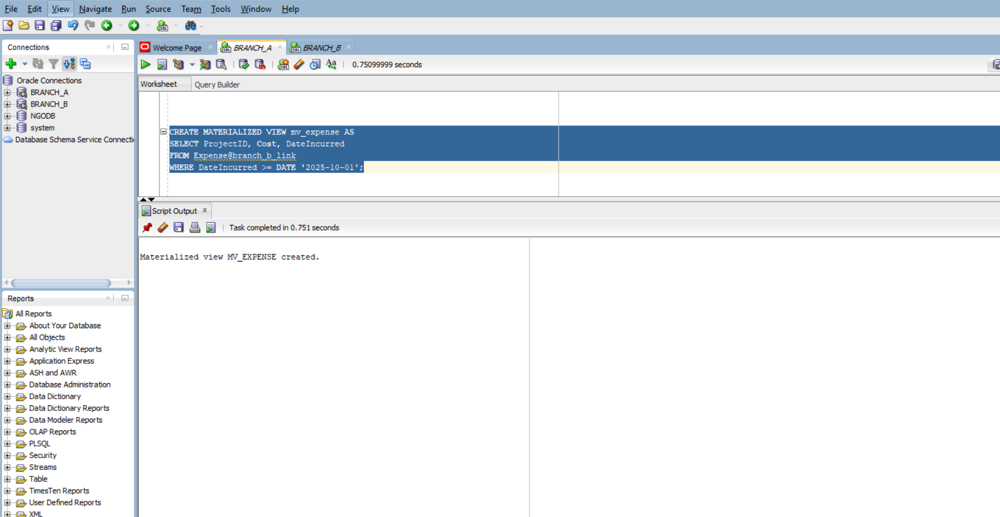 File Edit View Navigate Run Source Team Tools Window Help
Connections
Oracle Connections
BRANCH_A
BRANCH_B
NGODB
system
Database Schema Service Connecti
Welcome Page
BRANCH_A
BRANCH_B
SQL
0.75099999 seconds
Worksheet
Query Builder
CREATE MATERIALIZED VIEW mv_expense AS
SELECT ProjectID, Cost, DateIncurred
FROM Expense@branch_b_link
WHERE DateIncurred >= DATE '2025-10-01';
Script Output
Task completed in 0.751 seconds
Materialized view MV_EXPENSE created.
Reports
All Reports
About Your Database
All Objects
Analytic View Reports
Application Express
ASH and AWR
Database Administration
Data Dictionary
Data Dictionary Reports
Data Modeler Reports
OLAP Reports
PLSQL
Security
Streams
Table
TimesTen Reports
User Defined Reports
XML